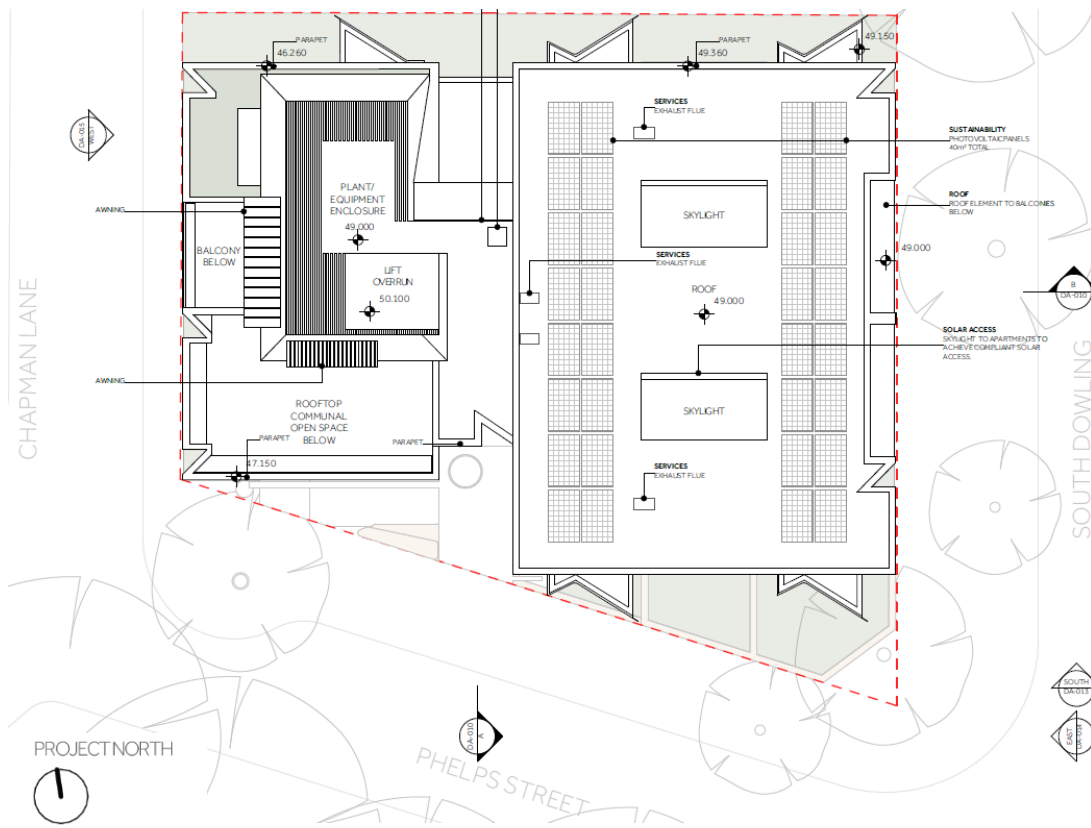 PARAPET
46.260
PARAPET
49.360
49.150
SERVICES
EXHAUST FLUE
SUSTAINABILITY
PHOTOVOLTAIC PANELS
40m² TOTAL
DA-015
WEST
PLANT/
EQUIPMENT
ENCLOSURE
49.000
SKYLIGHT
ROOF
ROOF ELEMENT TO BALCONIES
BELOW
AWNING
BALCONY
BELOW
49.000
SERVICES
EXHAUST FLUE
LIFT
OVERRUN
50.100
ROOF
49.000
B
DA-010
SOLAR ACCESS
SKYLIGHT TO APARTMENTS TO
ACHIEVE COMPLIANT SOLAR
ACCESS.
CHAPMAN LANE
SOUTH DOWLING
AWNING
ROOFTOP
COMMUNAL
OPEN SPACE
BELOW
SKYLIGHT
PARAPET
PARAPET
47.150
SERVICES
EXHAUST FLUE
SOUTH
DA-013
EAST
DA-014
DA-010
A
PROJECT NORTH
PHELPS STREET